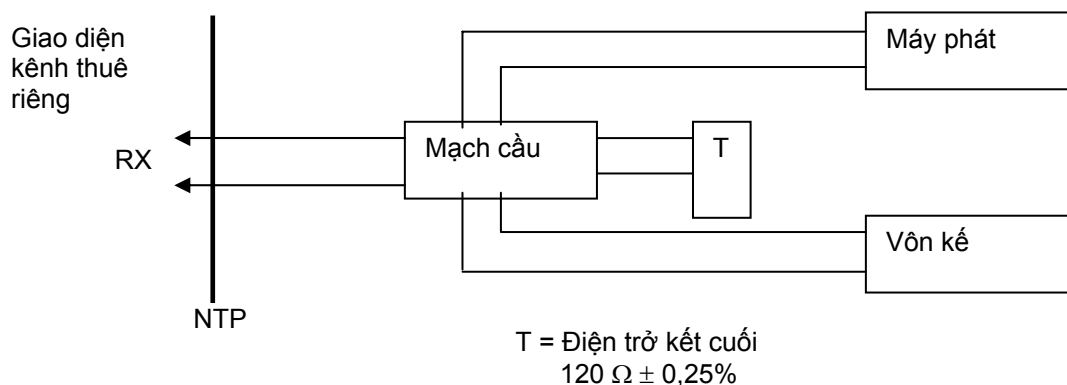 Giao diện
kênh thuê
riêng
Máy phát
RX
Mạch cầu
T
Vôn kế
NTP
T = Điện trở kết cuối
120 Ω ± 0,25%